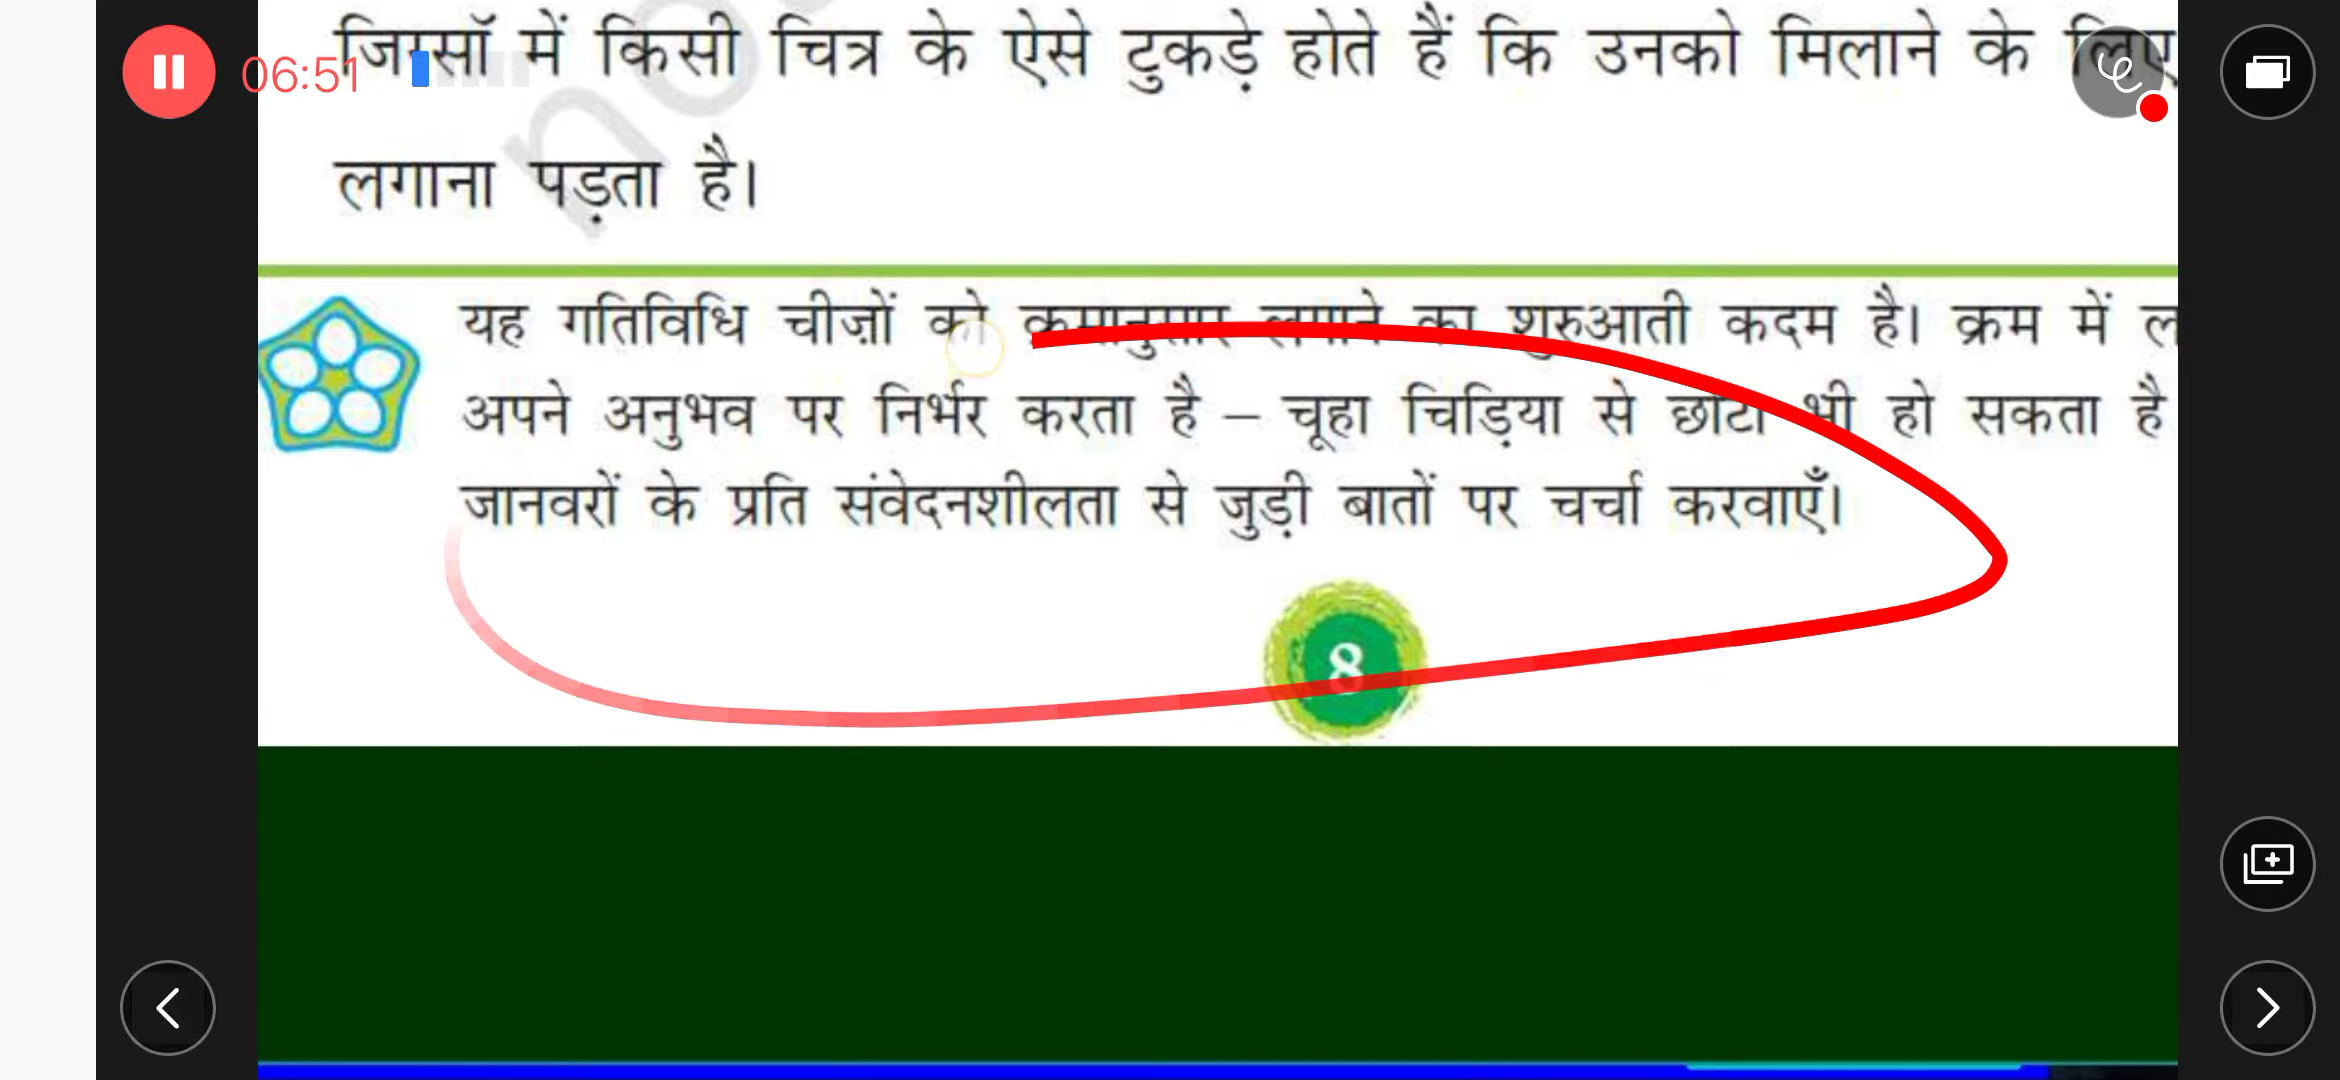 06:51 जिगसॉ में किसी चित्र के ऐसे टुकड़े होते हैं कि उनको मिलाने के लिए
लगाना पड़ता है।
यह गतिविधि चीज़ों को क्रमानुसार लगाने का शुरुआती कदम है। क्रम में
अपने अनुभव पर निर्भर करता है – चूहा चिड़िया से छोटा भी हो सकता है
जानवरों के प्रति संवेदनशीलता से जुड़ी बातों पर चर्चा करवाएँ।
8